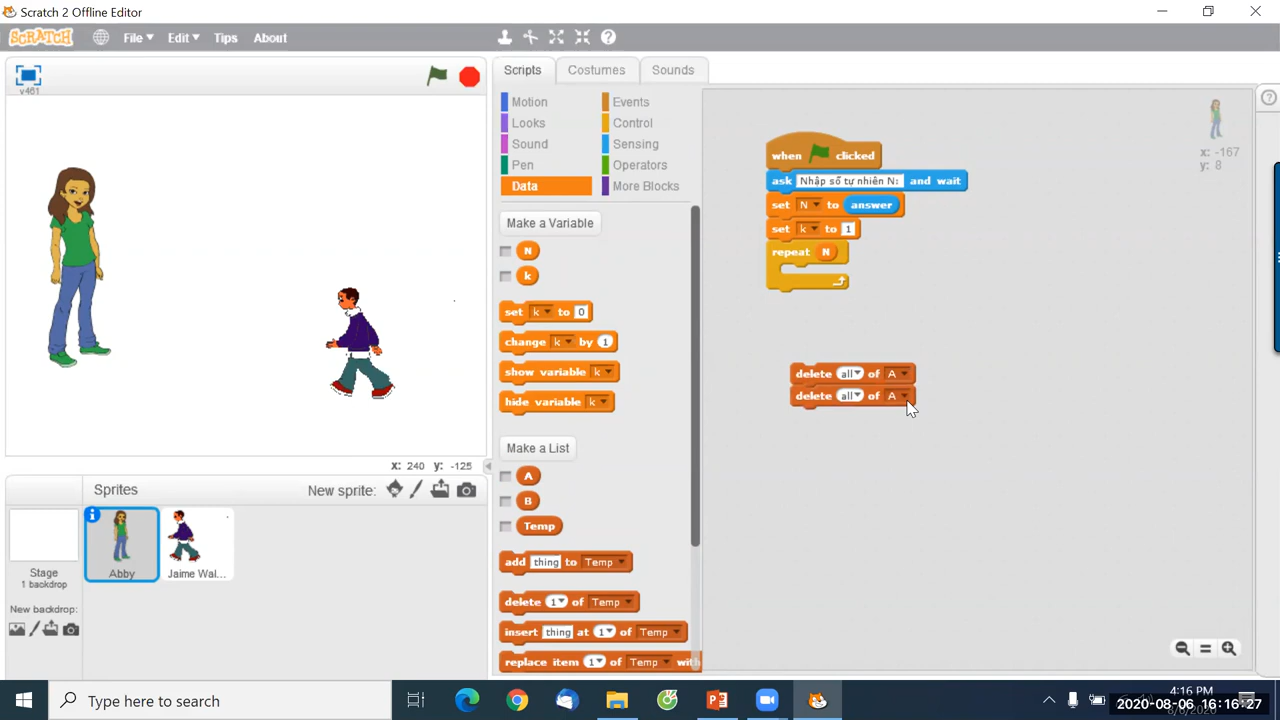 Scratch 2 Offline Editor
SCRATCH File Edit Tips About
v461
Scripts Costumes Sounds
Motion Events
Looks Control
Sound Sensing
Pen Operators
Data More Blocks
Make a Variable
N
k
set k to 0
change k by 1
show variable k
hide variable k
Make a List
A
B
Temp
add thing to Temp
delete 1 of Temp
insert thing at 1 of Temp
replace item 1 of Temp with
when clicked
ask Nhập số tự nhiên N: and wait
set N to answer
set k to 1
repeat N
delete all of A
delete all of A
x: -167
y: 8
x: 240 y: -125
Sprites New sprite:
Stage
1 backdrop
New backdrop:
Abby
Jaime Wal...
Type here to search
4:16 PM
2020-08-06 16:16:27